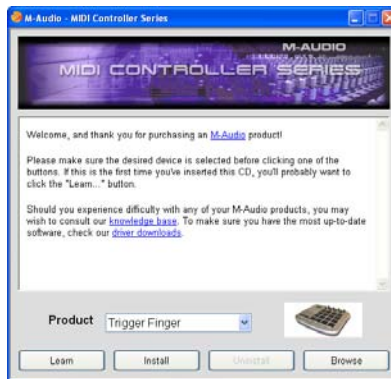 M-Audio - MIDI Controller Series
M-AUDIO
MIDI CONTROLLER SERIES
Welcome, and thank you for purchasing an M-Audio product!
Please make sure the desired device is selected before clicking one of the
buttons. If this is the first time you've inserted this CD, you'll probably want to
click the "Learn..." button.
Should you experience difficulty with any of your M-Audio products, you may
wish to consult our knowledge base. To make sure you have the most up-to-date
software, check our driver downloads.
Product Trigger Finger
Learn Install Uninstall Browse